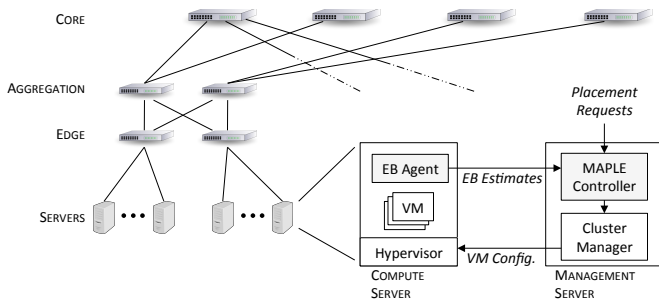 CORE
AGGREGATION
Placement
Requests
EDGE
EB Agent
EB Estimates
MAPLE
Controller
VM
SERVERS
Cluster
Manager
Hypervisor
VM Config.
COMPUTE
SERVER
MANAGEMENT
SERVER